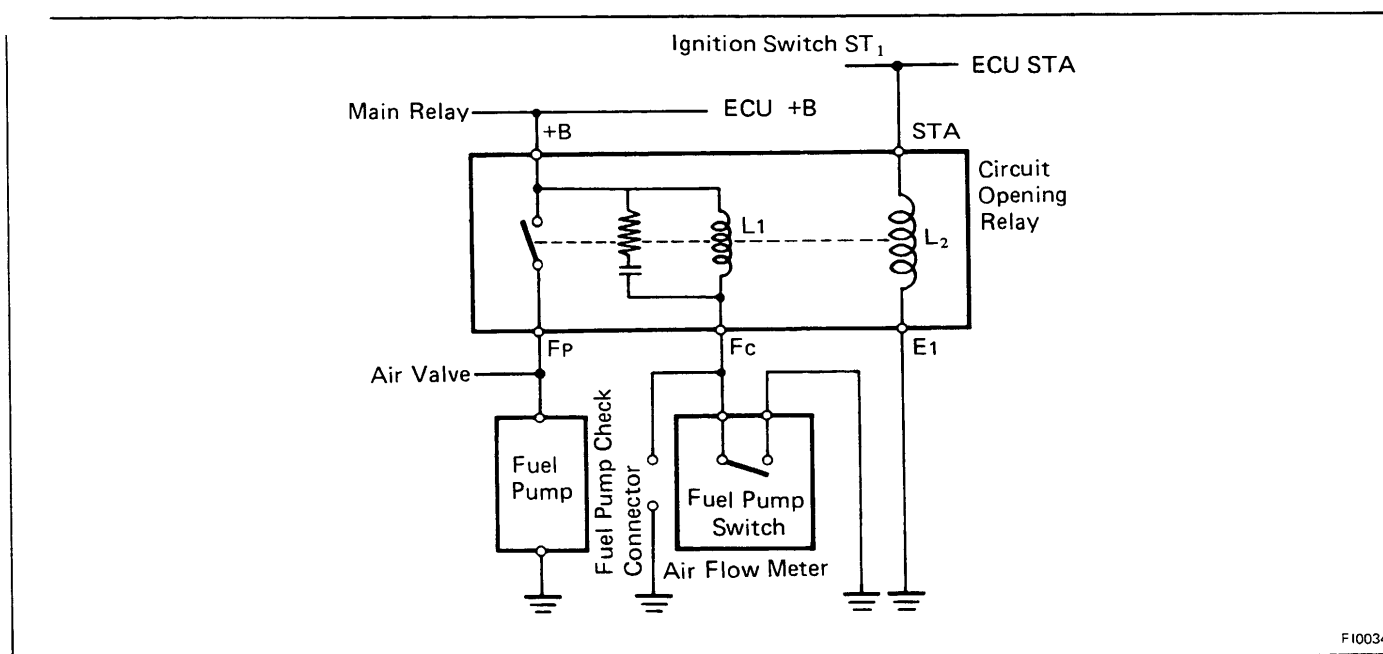 Ignition Switch ST₁
ECU STA
Main Relay
ECU +B
+B
STA
Circuit
Opening
Relay
L1
L₂
FP
Fc
E1
Air Valve
Fuel
Pump
Fuel Pump Check
Connector
Fuel Pump
Switch
Air Flow Meter